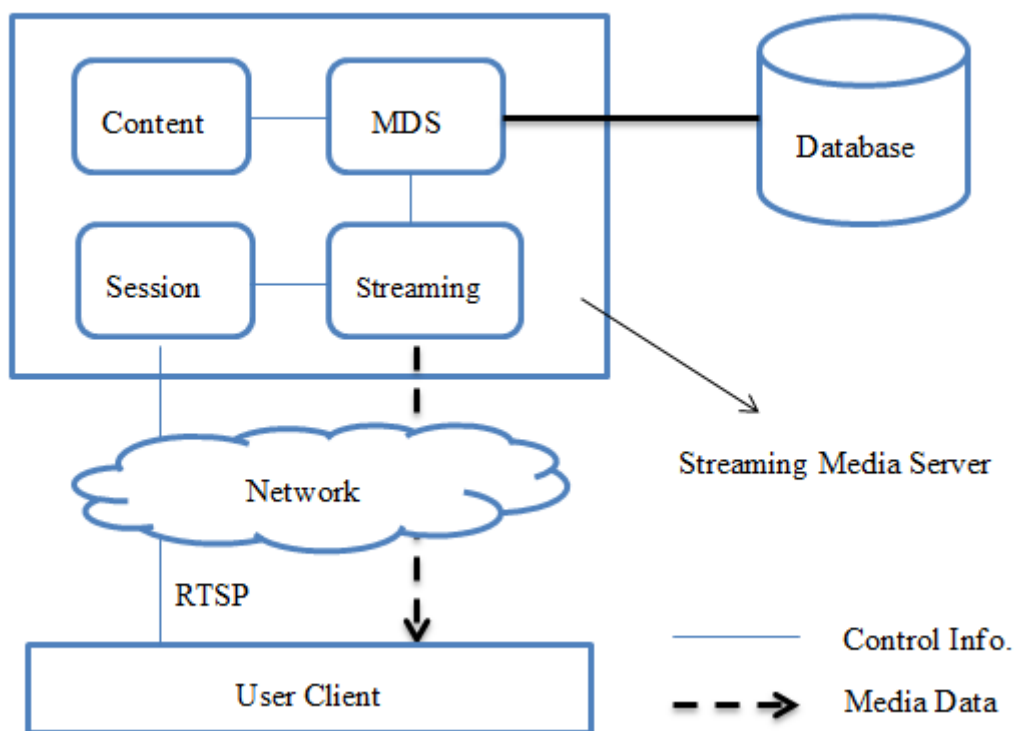 Content
MDS
Database
Session
Streaming
Streaming Media Server
Network
RTSP
Control Info.
User Client
Media Data